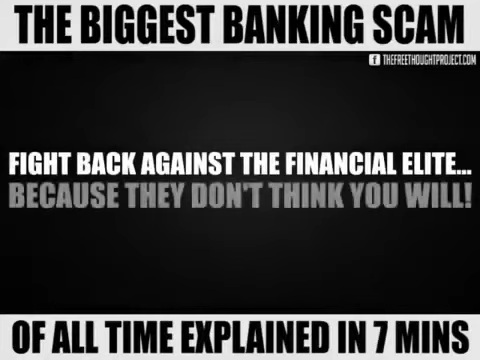 THE BIGGEST BANKING SCAM
f THEFREETHOUGHTPROJECT.COM
FIGHT BACK AGAINST THE FINANCIAL ELITE...
BECAUSE THEY DON'T THINK YOU WILL!
OF ALL TIME EXPLAINED IN 7 MINS